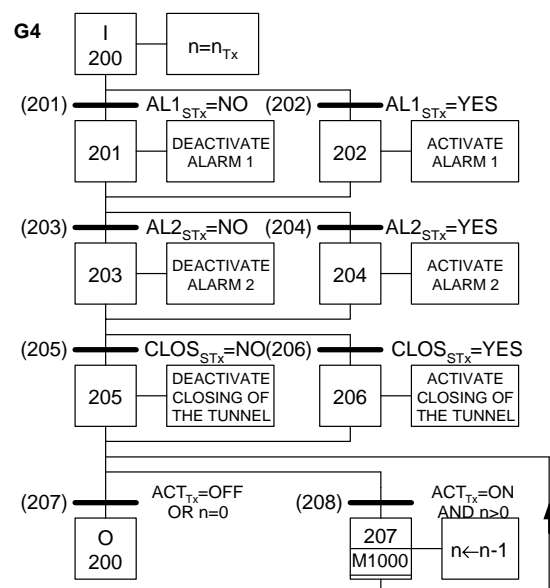 G4
I
200
n=nTx
(201) AL1STx=NO (202) AL1STx=YES
201
DEACTIVATE
ALARM 1
202
ACTIVATE
ALARM 1
(203) AL2STx=NO (204) AL2STx=YES
203
DEACTIVATE
ALARM 2
204
ACTIVATE
ALARM 2
(205) CLOSSTx=NO (206) CLOSSTx=YES
205
DEACTIVATE
CLOSING OF
THE TUNNEL
206
ACTIVATE
CLOSING OF
THE TUNNEL
(207) ACTTx=OFF
OR n=0
(208) ACTTx=ON
AND n>0
O
200
207
M1000
n←n-1